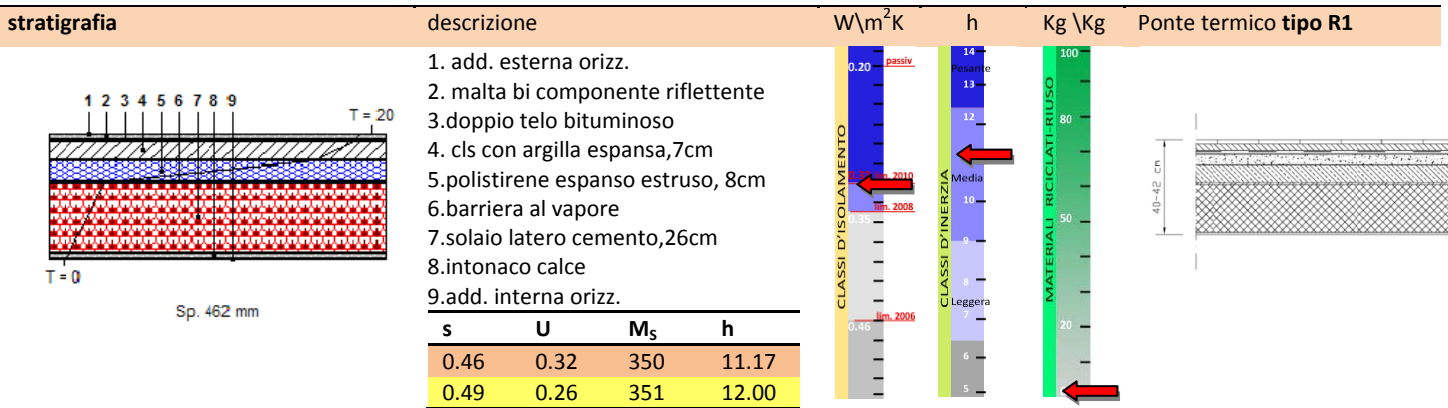 stratigrafia
descrizione
W\m²K
h
Kg \Kg
Ponte termico tipo R1
1 2 3 4 5 6 7 8 9
T = 20
T = 0
Sp. 462 mm
1. add. esterna orizz.
2. malta bi componente riflettente
3.doppio telo bituminoso
4. cls con argilla espansa,7cm
5.polistirene espanso estruso, 8cm
6.barriera al vapore
7.solaio latero cemento,26cm
8.intonaco calce
9.add. interna orizz.
s U M_S h
0.46 0.32 350 11.17
0.49 0.26 351 12.00
CLASSI D'ISOLAMENTO
0.20
passiv
lim. 2010
0.35
lim. 2008
0.46
lim. 2006
CLASSI D'INERZIA
14
Pesante
13
12
Media
10
9
8
Leggera
7
6
5
MATERIALI RICICLATI-RIUSO
100
80
50
20
40-42 cm